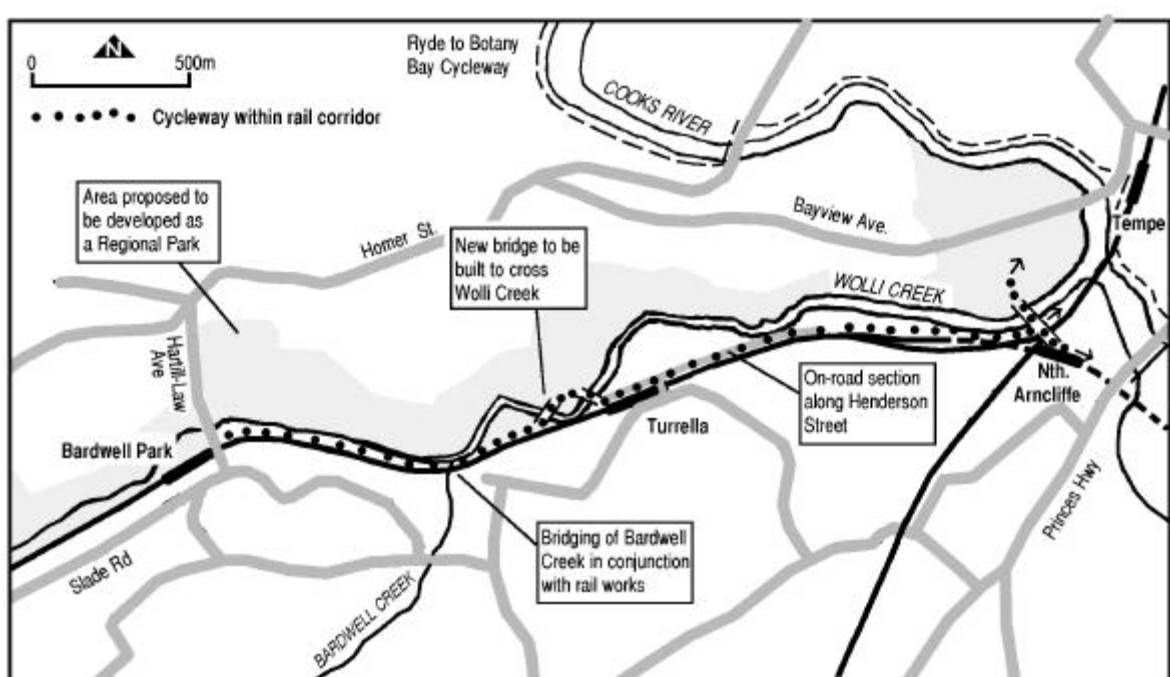 Ryde to Botany
Bay Cycleway
N
0 500m
COOKS RIVER
Cycleway within rail corridor
Area proposed to
be developed as
a Regional Park
Homer St.
New bridge to be
built to cross
Wolli Creek
Bayview Ave.
Tempe
WOLLI CREEK
Hartill-Law
Ave
On-road section
along Henderson
Street
Nth.
Arncliffe
Turrella
Bardwell Park
Princes Hwy
Bridging of Bardwell
Creek in conjunction
with rail works
Slade Rd
BARDWELL CREEK